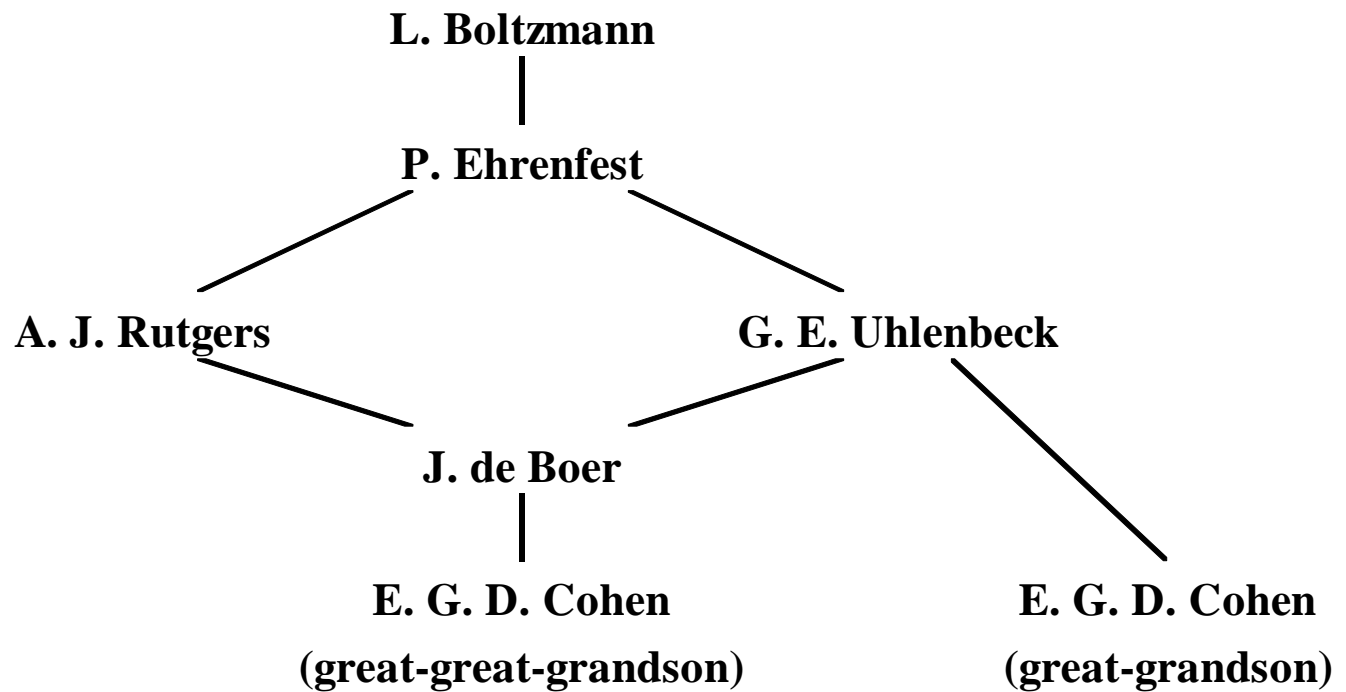 L. Boltzmann
P. Ehrenfest
A. J. Rutgers
G. E. Uhlenbeck
J. de Boer
E. G. D. Cohen
(great-great-grandson)
E. G. D. Cohen
(great-grandson)